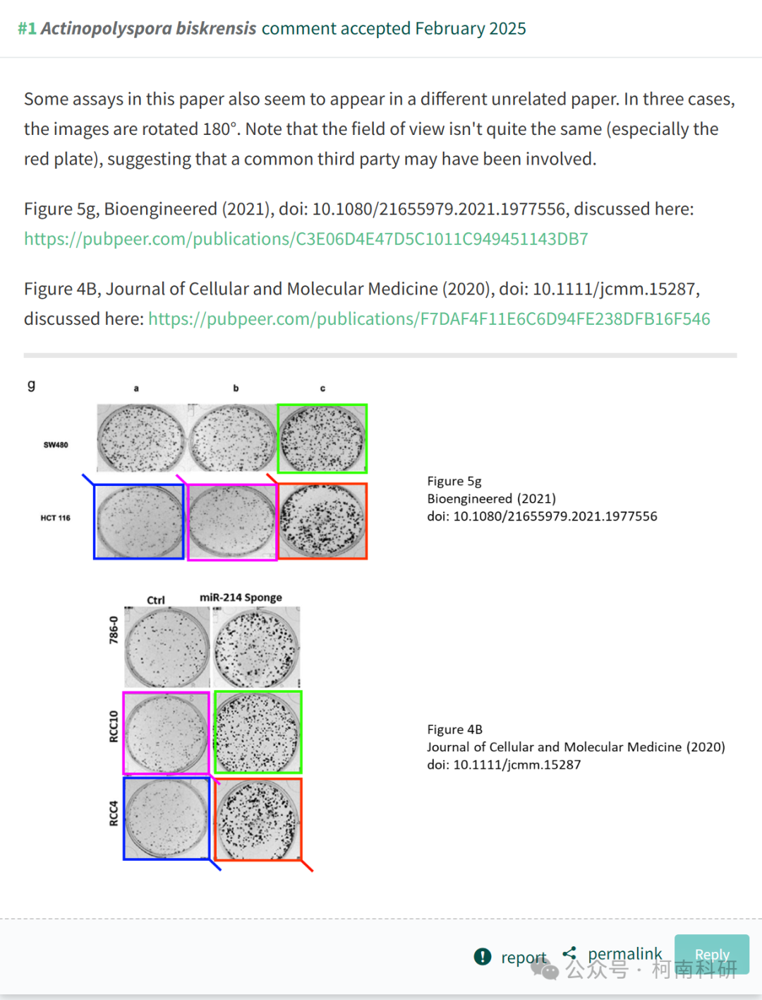 #1 Actinopolyspora biskrensis comment accepted February 2025
Some assays in this paper also seem to appear in a different unrelated paper. In three cases,
the images are rotated 180°. Note that the field of view isn't quite the same (especially the
red plate), suggesting that a common third party may have been involved.
Figure 5g, Bioengineered (2021), doi: 10.1080/21655979.2021.1977556, discussed here:
https://pubpeer.com/publications/C3E06D4E47D5C1011C949451143DB7
Figure 4B, Journal of Cellular and Molecular Medicine (2020), doi: 10.1111/jcmm.15287,
discussed here: https://pubpeer.com/publications/F7DAF4F11E6C6D94FE238DFB16F546
g
a b c
SW480
HCT 116
Figure 5g
Bioengineered (2021)
doi: 10.1080/21655979.2021.1977556
Ctrl miR-214 Sponge
786-0
RCC10
RCC4
Figure 4B
Journal of Cellular and Molecular Medicine (2020)
doi: 10.1111/jcmm.15287
! report permalink Reply
公众号 · 柯南科研